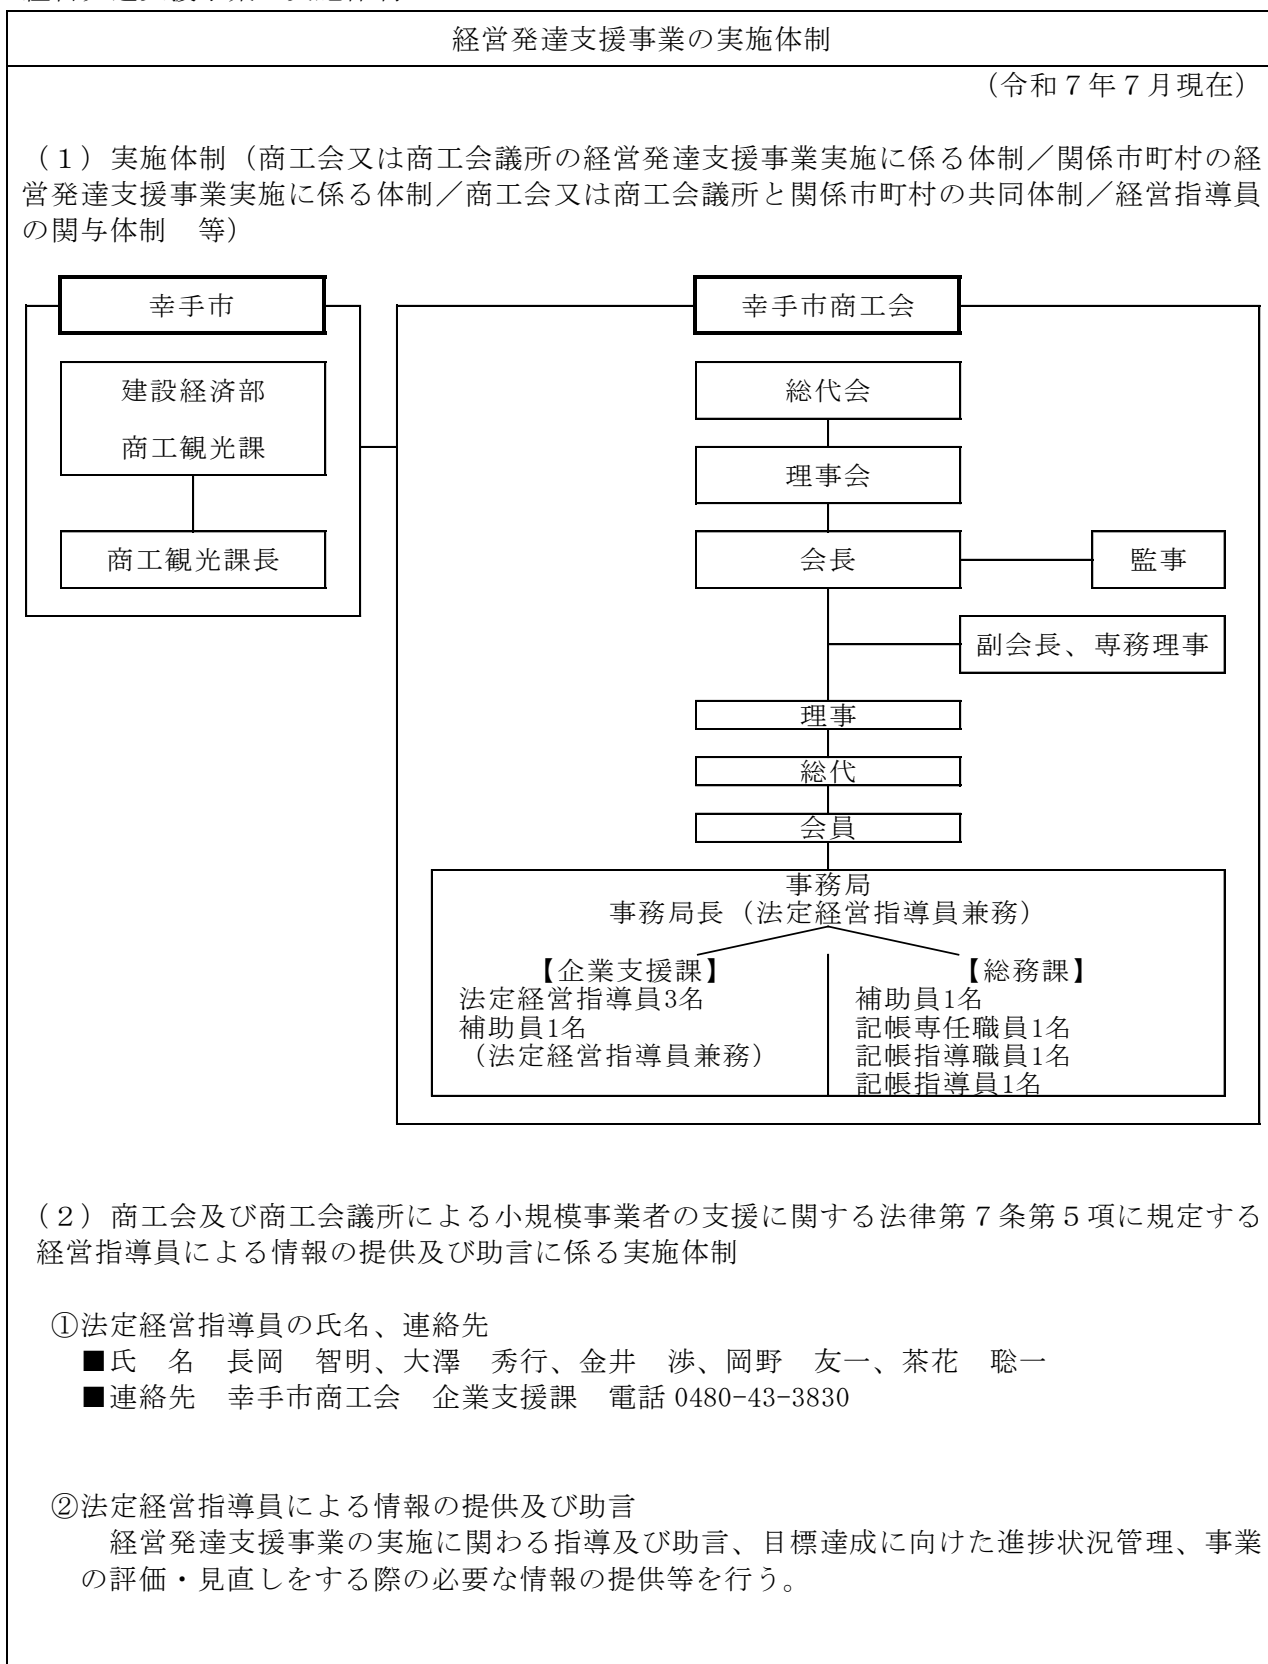 経営発達支援事業の実施体制
（令和７年７月現在）
（１）実施体制（商工会又は商工会議所の経営発達支援事業実施に係る体制／関係市町村の経
営発達支援事業実施に係る体制／商工会又は商工会議所と関係市町村の共同体制／経営指導員
の関与体制　等）
幸手市
建設経済部
商工観光課
商工観光課長
幸手市商工会
総代会
理事会
会長
監事
副会長、専務理事
理事
総代
会員
事務局
事務局長（法定経営指導員兼務）
【企業支援課】
法定経営指導員3名
補助員1名
（法定経営指導員兼務）
【総務課】
補助員1名
記帳専任職員1名
記帳指導職員1名
記帳指導員1名
（２）商工会及び商工会議所による小規模事業者の支援に関する法律第７条第５項に規定する
経営指導員による情報の提供及び助言に係る実施体制
①法定経営指導員の氏名、連絡先
■氏　名　長岡　智明、大澤　秀行、金井　渉、岡野　友一、茶花　聡一
■連絡先　幸手市商工会　企業支援課　電話 0480-43-3830
②法定経営指導員による情報の提供及び助言
経営発達支援事業の実施に関わる指導及び助言、目標達成に向けた進捗状況管理、事業
の評価・見直しをする際の必要な情報の提供等を行う。